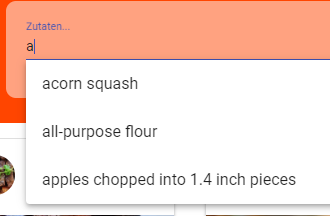 Zutaten...
a
acorn squash
all-purpose flour
apples chopped into 1.4 inch pieces